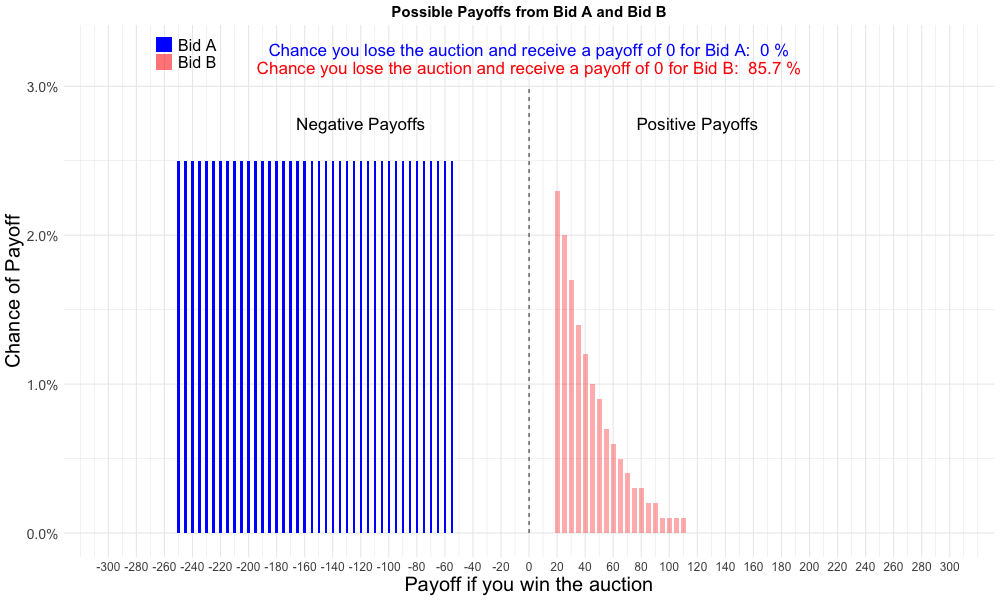 Possible Payoffs from Bid A and Bid B
Bid A
Bid B
Chance you lose the auction and receive a payoff of 0 for Bid A:  0 %
Chance you lose the auction and receive a payoff of 0 for Bid B:  85.7 %
Negative Payoffs
Positive Payoffs
Chance of Payoff
3.0%
2.0%
1.0%
0.0%
-300 -280 -260 -240 -220 -200 -180 -160 -140 -120 -100 -80 -60 -40 -20 0 20 40 60 80 100 120 140 160 180 200 220 240 260 280 300
Payoff if you win the auction